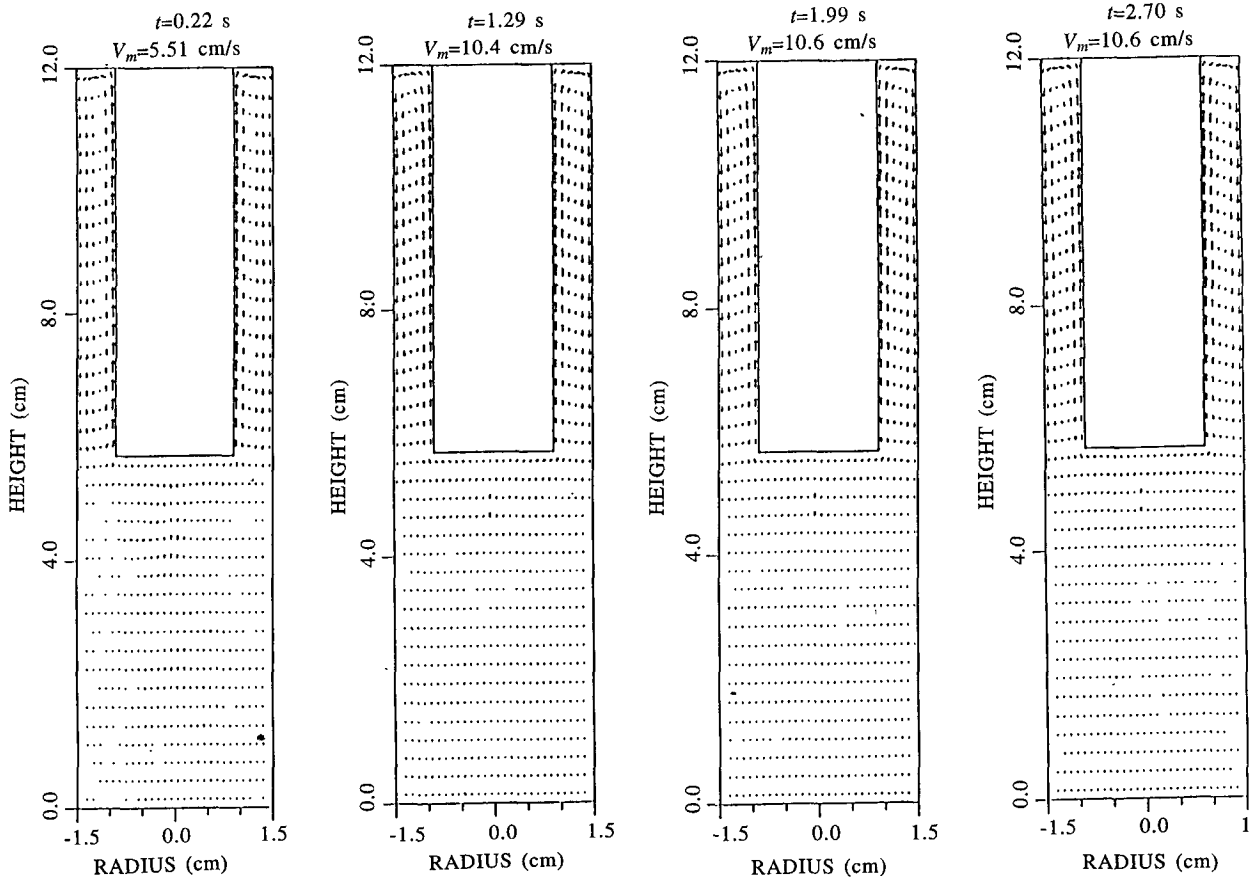 t=0.22 s
V_m=5.51 cm/s
12.0
8.0
4.0
0.0
HEIGHT (cm)
-1.5
0.0
1.5
RADIUS (cm)
t=1.29 s
V_m=10.4 cm/s
12.0
8.0
4.0
0.0
HEIGHT (cm)
-1.5
0.0
1.5
RADIUS (cm)
t=1.99 s
V_m=10.6 cm/s
12.0
8.0
4.0
0.0
HEIGHT (cm)
-1.5
0.0
1.5
RADIUS (cm)
t=2.70 s
V_m=10.6 cm/s
12.0
8.0
4.0
0.0
HEIGHT (cm)
-1.5
0.0
1
RADIUS (cm)